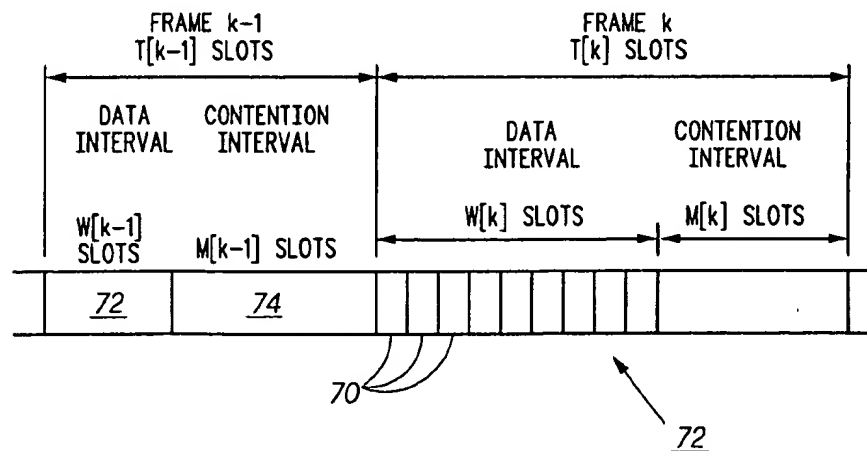 FRAME k-1
T[k-1] SLOTS
FRAME k
T[k] SLOTS
DATA
INTERVAL
CONTENTION
INTERVAL
DATA
INTERVAL
CONTENTION
INTERVAL
W[k-1]
SLOTS
M[k-1] SLOTS
W[k] SLOTS
M[k] SLOTS
72
74
70
72